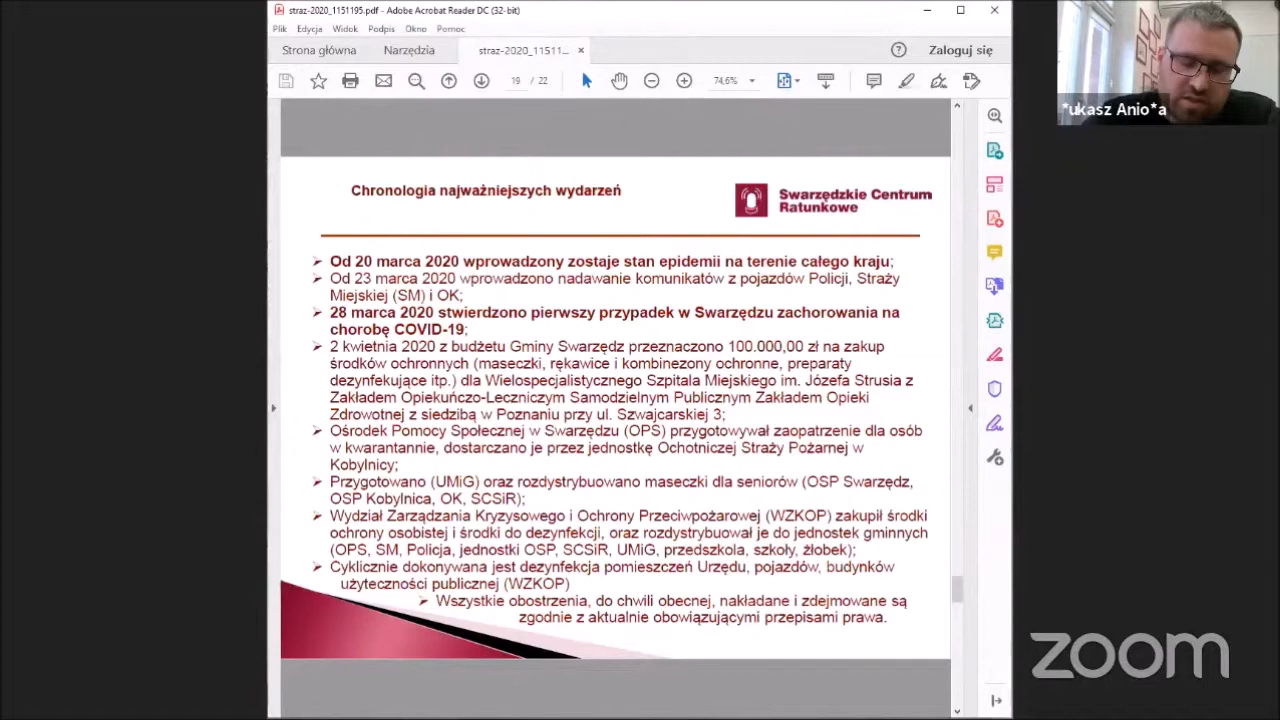 straz-2020_1151195.pdf - Adobe Acrobat Reader DC (32-bit)
Plik Edycja Widok Podpis Okno Pomoc
Strona główna Narzędzia straz-2020_11511... × Zaloguj się
19 / 22 74,6%
*ukasz Anio*a
Chronologia najważniejszych wydarzeń
Swarzędzkie Centrum
Ratunkowe
Od 20 marca 2020 wprowadzony zostaje stan epidemii na terenie całego kraju;
Od 23 marca 2020 wprowadzono nadawanie komunikatów z pojazdów Policji, Straży
Miejskiej (SM) i OK;
28 marca 2020 stwierdzono pierwszy przypadek w Swarzędzu zachorowania na
chorobę COVID-19;
2 kwietnia 2020 z budżetu Gminy Swarzędz przeznaczono 100.000,00 zł na zakup
środków ochronnych (maseczki, rękawice i kombinezony ochronne, preparaty
dezynfekujące itp.) dla Wielospecjalistycznego Szpitala Miejskiego im. Józefa Strusia z
Zakładem Opiekuńczo-Leczniczym Samodzielnym Publicznym Zakładem Opieki
Zdrowotnej z siedzibą w Poznaniu przy ul. Szwajcarskiej 3;
Ośrodek Pomocy Społecznej w Swarzędzu (OPS) przygotowywał zaopatrzenie dla osób
w kwarantannie, dostarczano je przez jednostkę Ochotniczej Straży Pożarnej w
Kobylnicy;
Przygotowano (UMiG) oraz rozdystrybuowano maseczki dla seniorów (OSP Swarzędz,
OSP Kobylnica, OK, SCSiR);
Wydział Zarządzania Kryzysowego i Ochrony Przeciwpożarowej (WZKOP) zakupił środki
ochrony osobistej i środki do dezynfekcji, oraz rozdystrybuował je do jednostek gminnych
(OPS, SM, Policja, jednostki OSP, SCSiR, UMiG, przedszkola, szkoły, żłobek);
Cyklicznie dokonywana jest dezynfekcja pomieszczeń Urzędu, pojazdów, budynków
użyteczności publicznej (WZKOP)
Wszystkie obostrzenia, do chwili obecnej, nakładane i zdejmowane są
zgodnie z aktualnie obowiązującymi przepisami prawa.
zoom